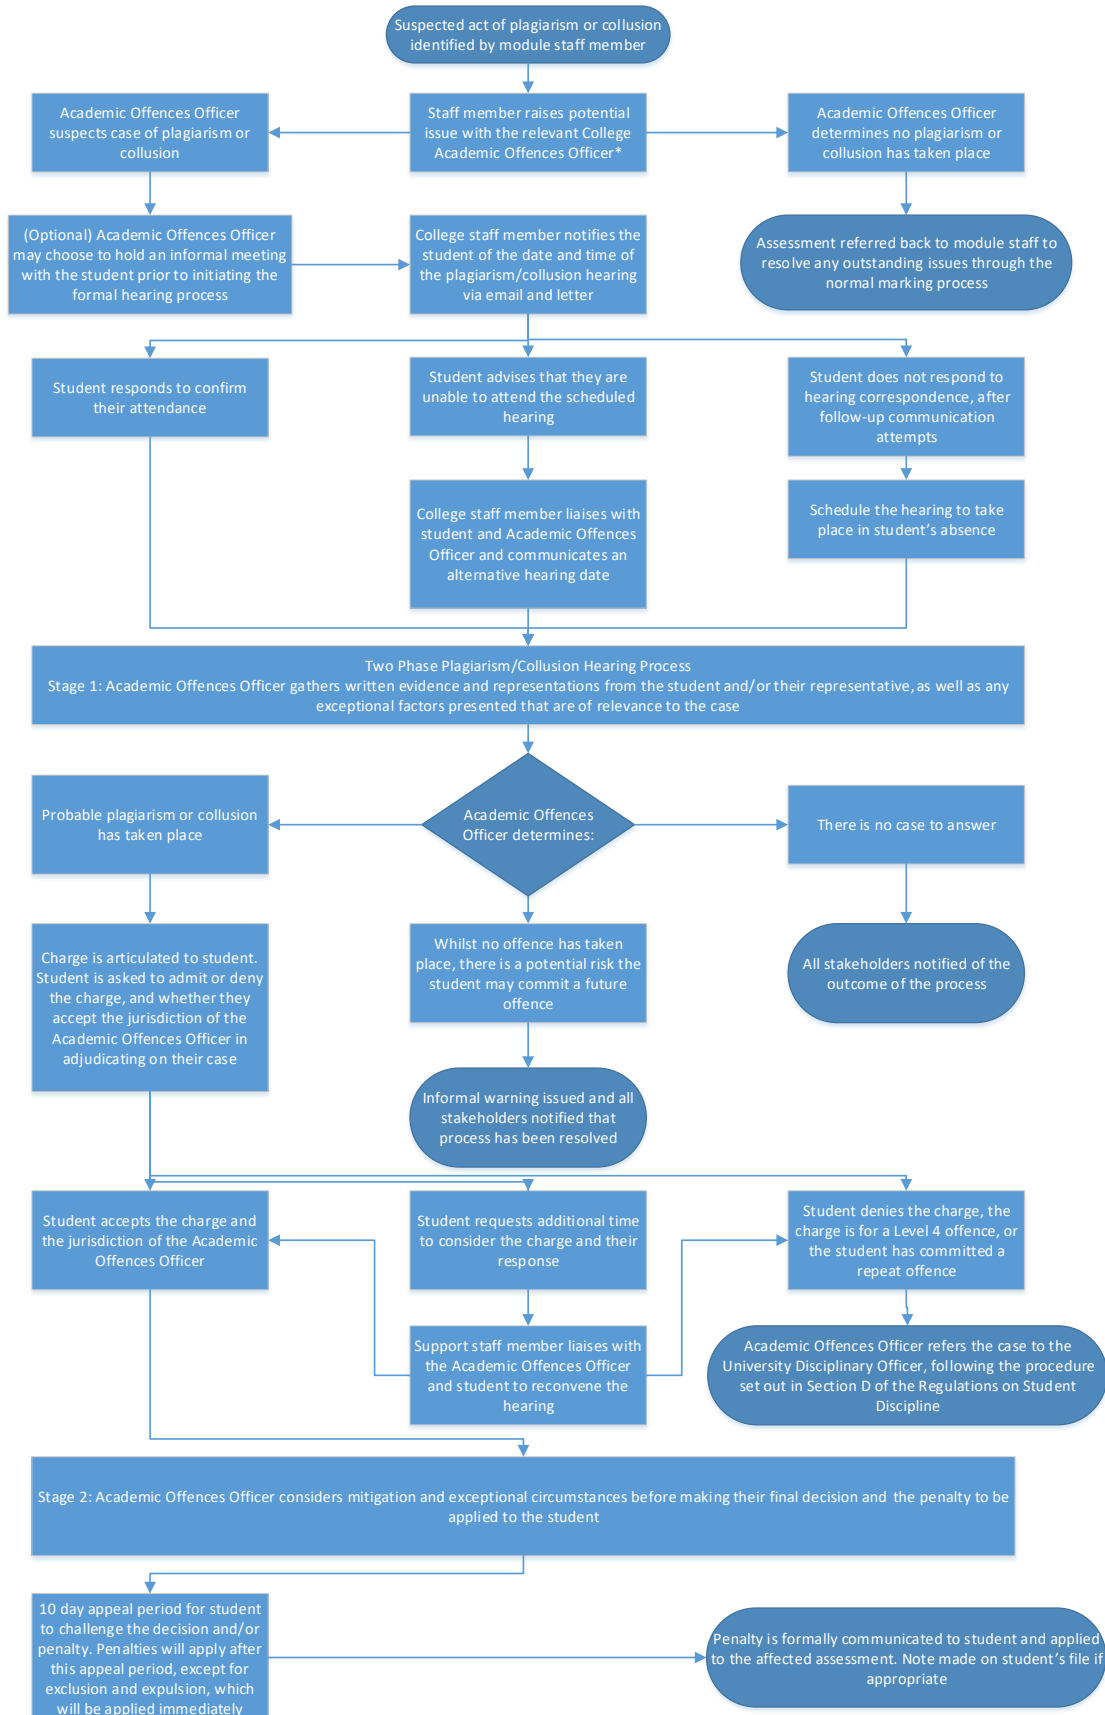 Suspected act of plagiarism or collusion
identified by module staff member
Academic Offences Officer
suspects case of plagiarism or
collusion
Staff member raises potential
issue with the relevant College
Academic Offences Officer*
Academic Offences Officer
determines no plagiarism or
collusion has taken place
(Optional) Academic Offences Officer
may choose to hold an informal meeting
with the student prior to initiating the
formal hearing process
College staff member notifies the
student of the date and time of
the plagiarism/collusion hearing
via email and letter
Assessment referred back to module staff to
resolve any outstanding issues through the
normal marking process
Student responds to confirm
their attendance
Student advises that they are
unable to attend the scheduled
hearing
Student does not respond to
hearing correspondence, after
follow-up communication
attempts
College staff member liaises with
student and Academic Offences
Officer and communicates an
alternative hearing date
Schedule the hearing to take
place in student's absence
Two Phase Plagiarism/Collusion Hearing Process
Stage 1: Academic Offences Officer gathers written evidence and representations from the student and/or their representative, as well as any
exceptional factors presented that are of relevance to the case
Probable plagiarism or collusion
has taken place
Academic Offences
Officer determines:
There is no case to answer
Charge is articulated to student.
Student is asked to admit or deny
the charge, and whether they
accept the jurisdiction of the
Academic Offences Officer in
adjudicating on their case
Whilst no offence has taken
place, there is a potential risk the
student may commit a future
offence
All stakeholders notified of the
outcome of the process
Informal warning issued and all
stakeholders notified that
process has been resolved
Student accepts the charge and
the jurisdiction of the Academic
Offences Officer
Student requests additional time
to consider the charge and their
response
Student denies the charge, the
charge is for a Level 4 offence, or
the student has committed a
repeat offence
Support staff member liaises with
the Academic Offences Officer
and student to reconvene the
hearing
Academic Offences Officer refers the case to the
University Disciplinary Officer, following the procedure
set out in Section D of the Regulations on Student
Discipline
Stage 2: Academic Offences Officer considers mitigation and exceptional circumstances before making their final decision and the penalty to be
applied to the student
10 day appeal period for student
to challenge the decision and/or
penalty. Penalties will apply after
this appeal period, except for
exclusion and expulsion, which
will be applied immediately
Penalty is formally communicated to student and applied
to the affected assessment. Note made on student's file if
appropriate